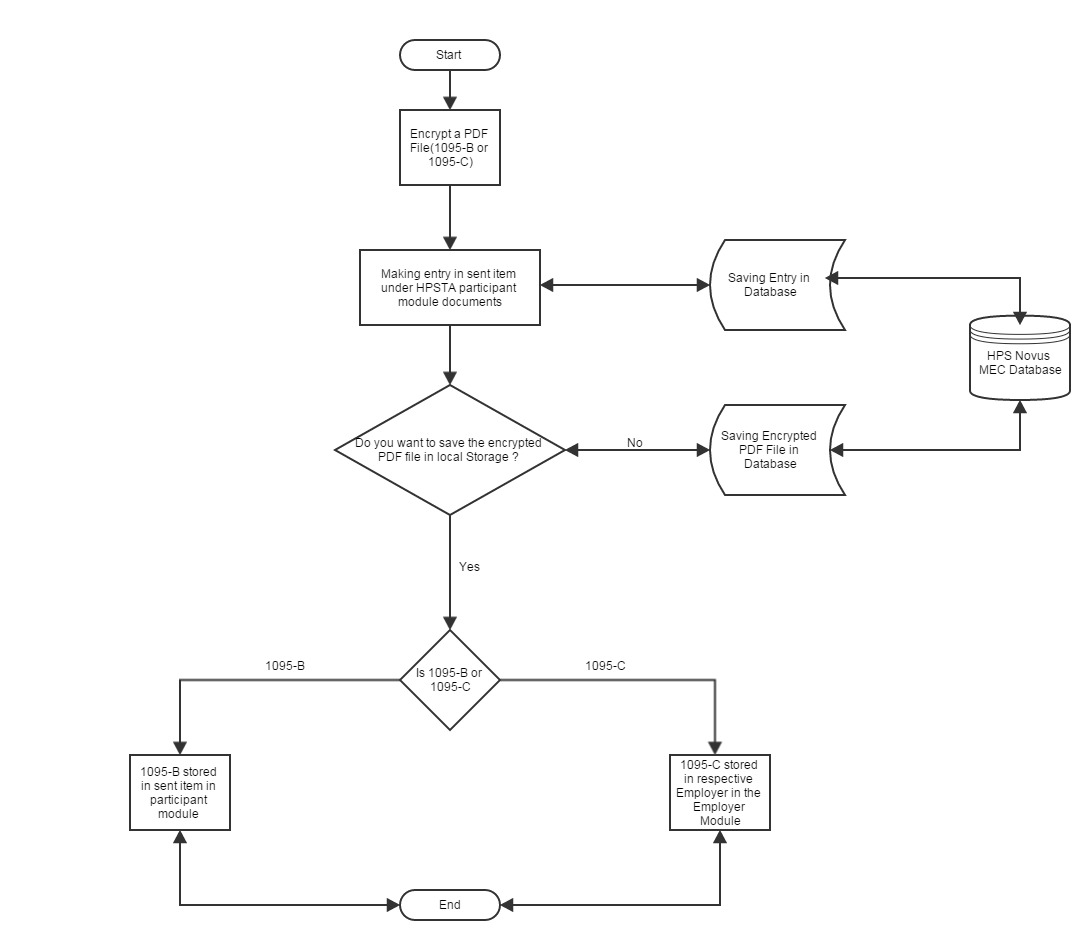 Start
Encrypt a PDF
File(1095-B or
1095-C)
Making entry in sent item
under HPSTA participant
module documents
Saving Entry in
Database
HPS Novus
MEC Database
Do you want to save the encrypted
PDF file in local Storage ?
No
Saving Encrypted
PDF File in
Database
Yes
1095-B
Is 1095-B or
1095-C
1095-C
1095-B stored
in sent item in
participant
module
1095-C stored
in respective
Employer in the
Employer
Module
End